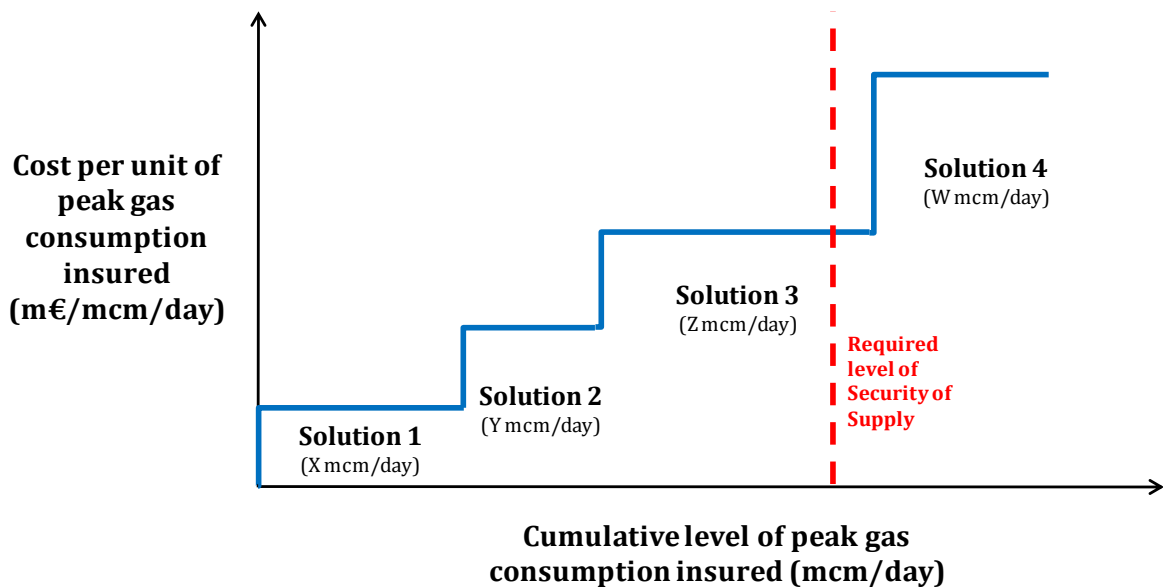 Cost per unit of
peak gas
consumption
insured
(m€/mcm/day)
Solution 1
(X mcm/day)
Solution 2
(Y mcm/day)
Solution 3
(Z mcm/day)
Solution 4
(W mcm/day)
Required
level of
Security of
Supply
Cumulative level of peak gas
consumption insured (mcm/day)